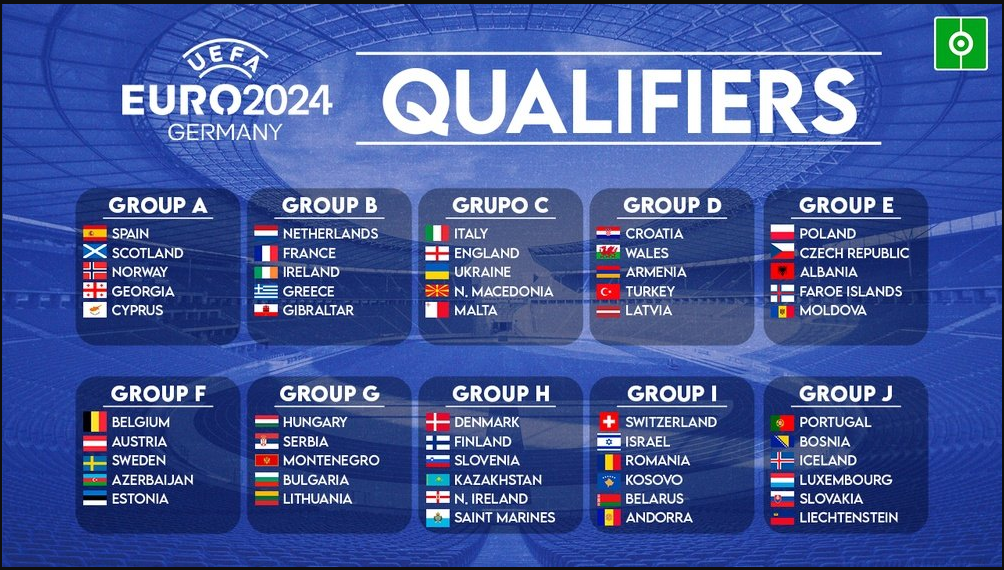 UEFA
EURO2024
GERMANY
QUALIFIERS
GROUP A
SPAIN
SCOTLAND
NORWAY
GEORGIA
CYPRUS
GROUP B
NETHERLANDS
FRANCE
IRELAND
GREECE
GIBRALTAR
GRUPO C
ITALY
ENGLAND
UKRAINE
N. MACEDONIA
MALTA
GROUP D
CROATIA
WALES
ARMENIA
TURKEY
LATVIA
GROUP E
POLAND
CZECH REPUBLIC
ALBANIA
FAROE ISLANDS
MOLDOVA
GROUP F
BELGIUM
AUSTRIA
SWEDEN
AZERBAIJAN
ESTONIA
GROUP G
HUNGARY
SERBIA
MONTENEGRO
BULGARIA
LITHUANIA
GROUP H
DENMARK
FINLAND
SLOVENIA
KAZAKHSTAN
N. IRELAND
SAINT MARINES
GROUP I
SWITZERLAND
ISRAEL
ROMANIA
KOSOVO
BELARUS
ANDORRA
GROUP J
PORTUGAL
BOSNIA
ICELAND
LUXEMBOURG
SLOVAKIA
LIECHTENSTEIN